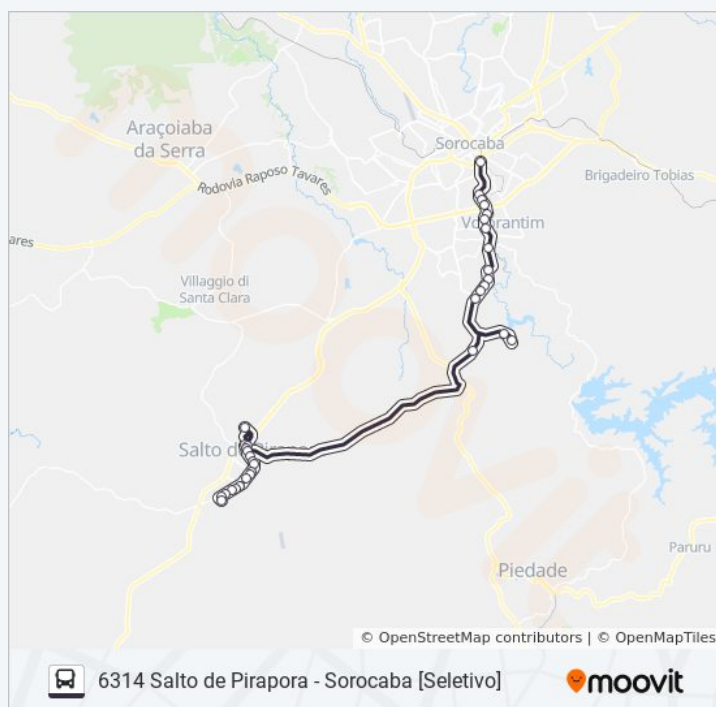 Araçoiaba
da Serra
Sorocaba
Rodovia Raposo Tavares
Brigadeiro Tobias
ares
Votorantim
Villaggio di
Santa Clara
Salto de Pirapo
Piedade
Paruru
© OpenStreetMap contributors | © OpenMapTiles
6314 Salto de Pirapora - Sorocaba [Seletivo]
moovit